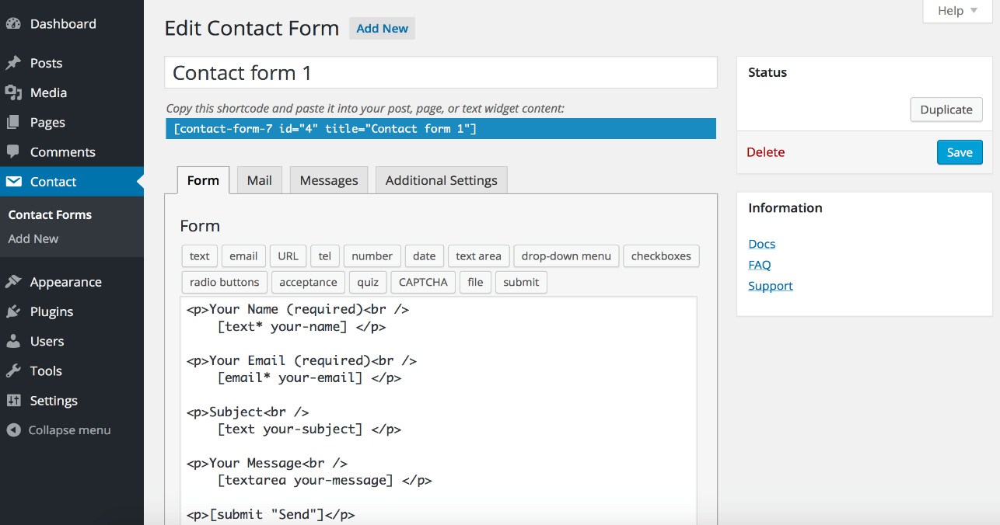 Dashboard
Posts
Media
Pages
Comments
Contact
Contact Forms
Add New
Appearance
Plugins
Users
Tools
Settings
Collapse menu
Help
Edit Contact Form Add New
Contact form 1
Copy this shortcode and paste it into your post, page, or text widget content:
[contact-form-7 id="4" title="Contact form 1"]
Form Mail Messages Additional Settings
Form
text email URL tel number date text area drop-down menu checkboxes
radio buttons acceptance quiz CAPTCHA file submit
<p>Your Name (required)<br />
    [text* your-name] </p>
<p>Your Email (required)<br />
    [email* your-email] </p>
<p>Subject<br />
    [text your-subject] </p>
<p>Your Message<br />
    [textarea your-message] </p>
<p>[submit "Send"]</p>
Status
Duplicate
Delete Save
Information
Docs
FAQ
Support